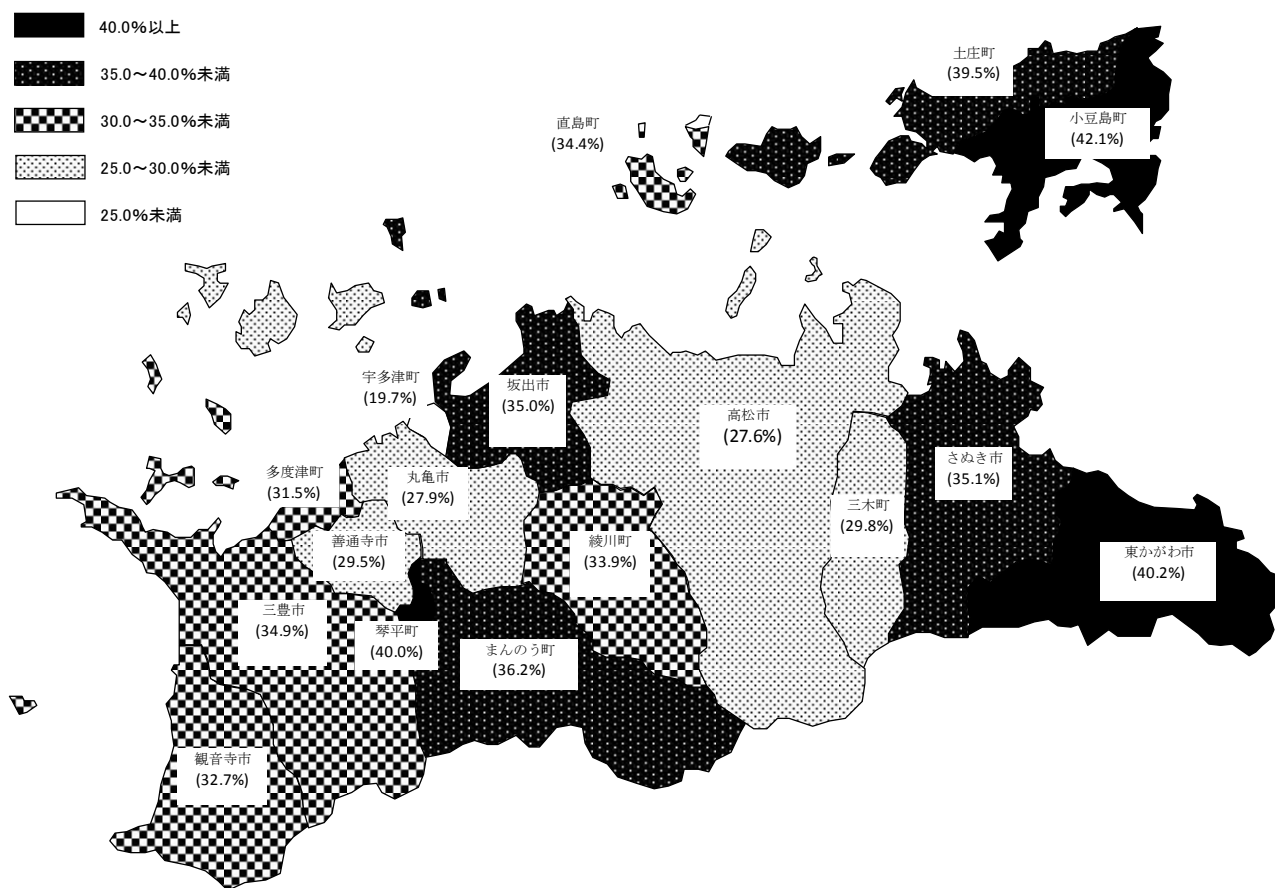 40.0%以上
35.0～40.0%未満
30.0～35.0%未満
25.0～30.0%未満
25.0%未満
土庄町
(39.5%)
小豆島町
(42.1%)
直島町
(34.4%)
宇多津町
(19.7%)
坂出市
(35.0%)
高松市
(27.6%)
さぬき市
(35.1%)
多度津町
(31.5%)
丸亀市
(27.9%)
三木町
(29.8%)
善通寺市
(29.5%)
綾川町
(33.9%)
東かがわ市
(40.2%)
三豊市
(34.9%)
琴平町
(40.0%)
まんのう町
(36.2%)
観音寺市
(32.7%)